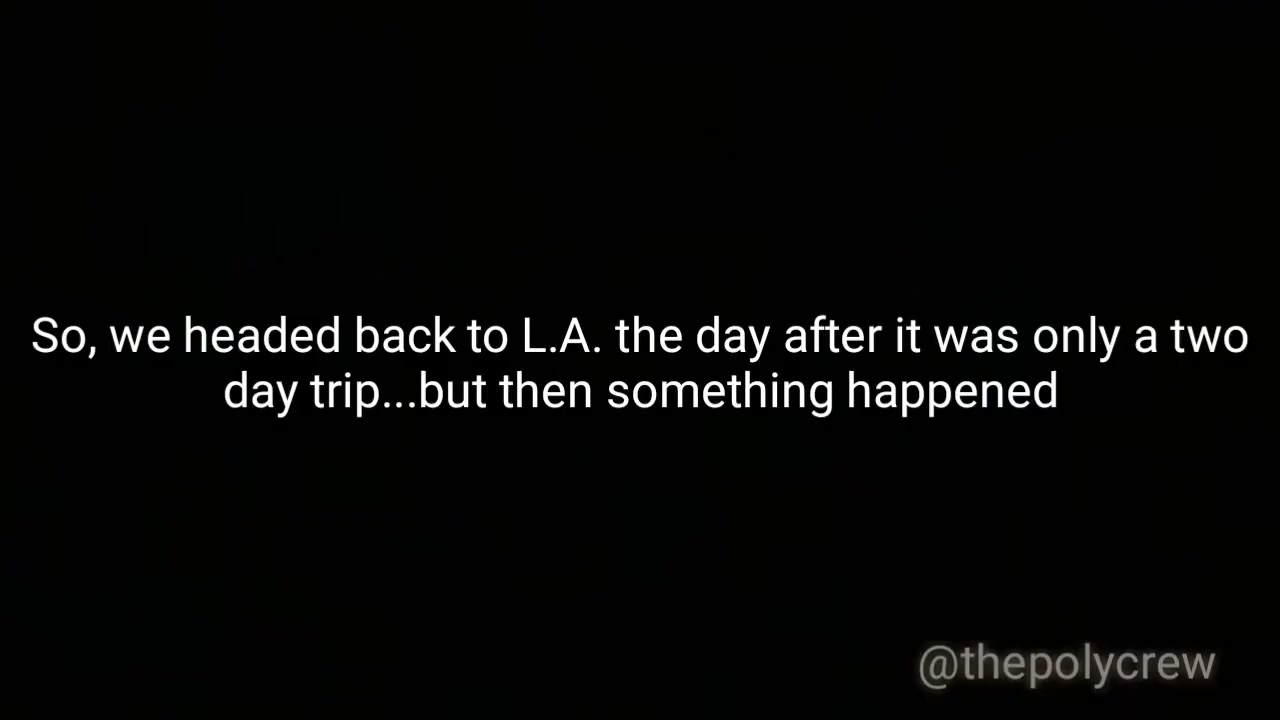 So, we headed back to L.A. the day after it was only a two
day trip...but then something happened
@thepolycrew